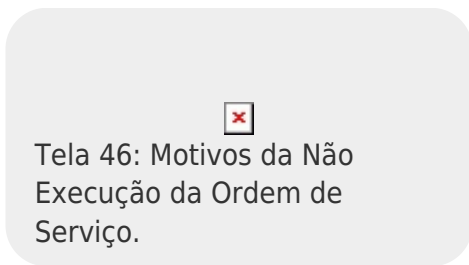 Tela 46: Motivos da Não
Execução da Ordem de
Serviço.